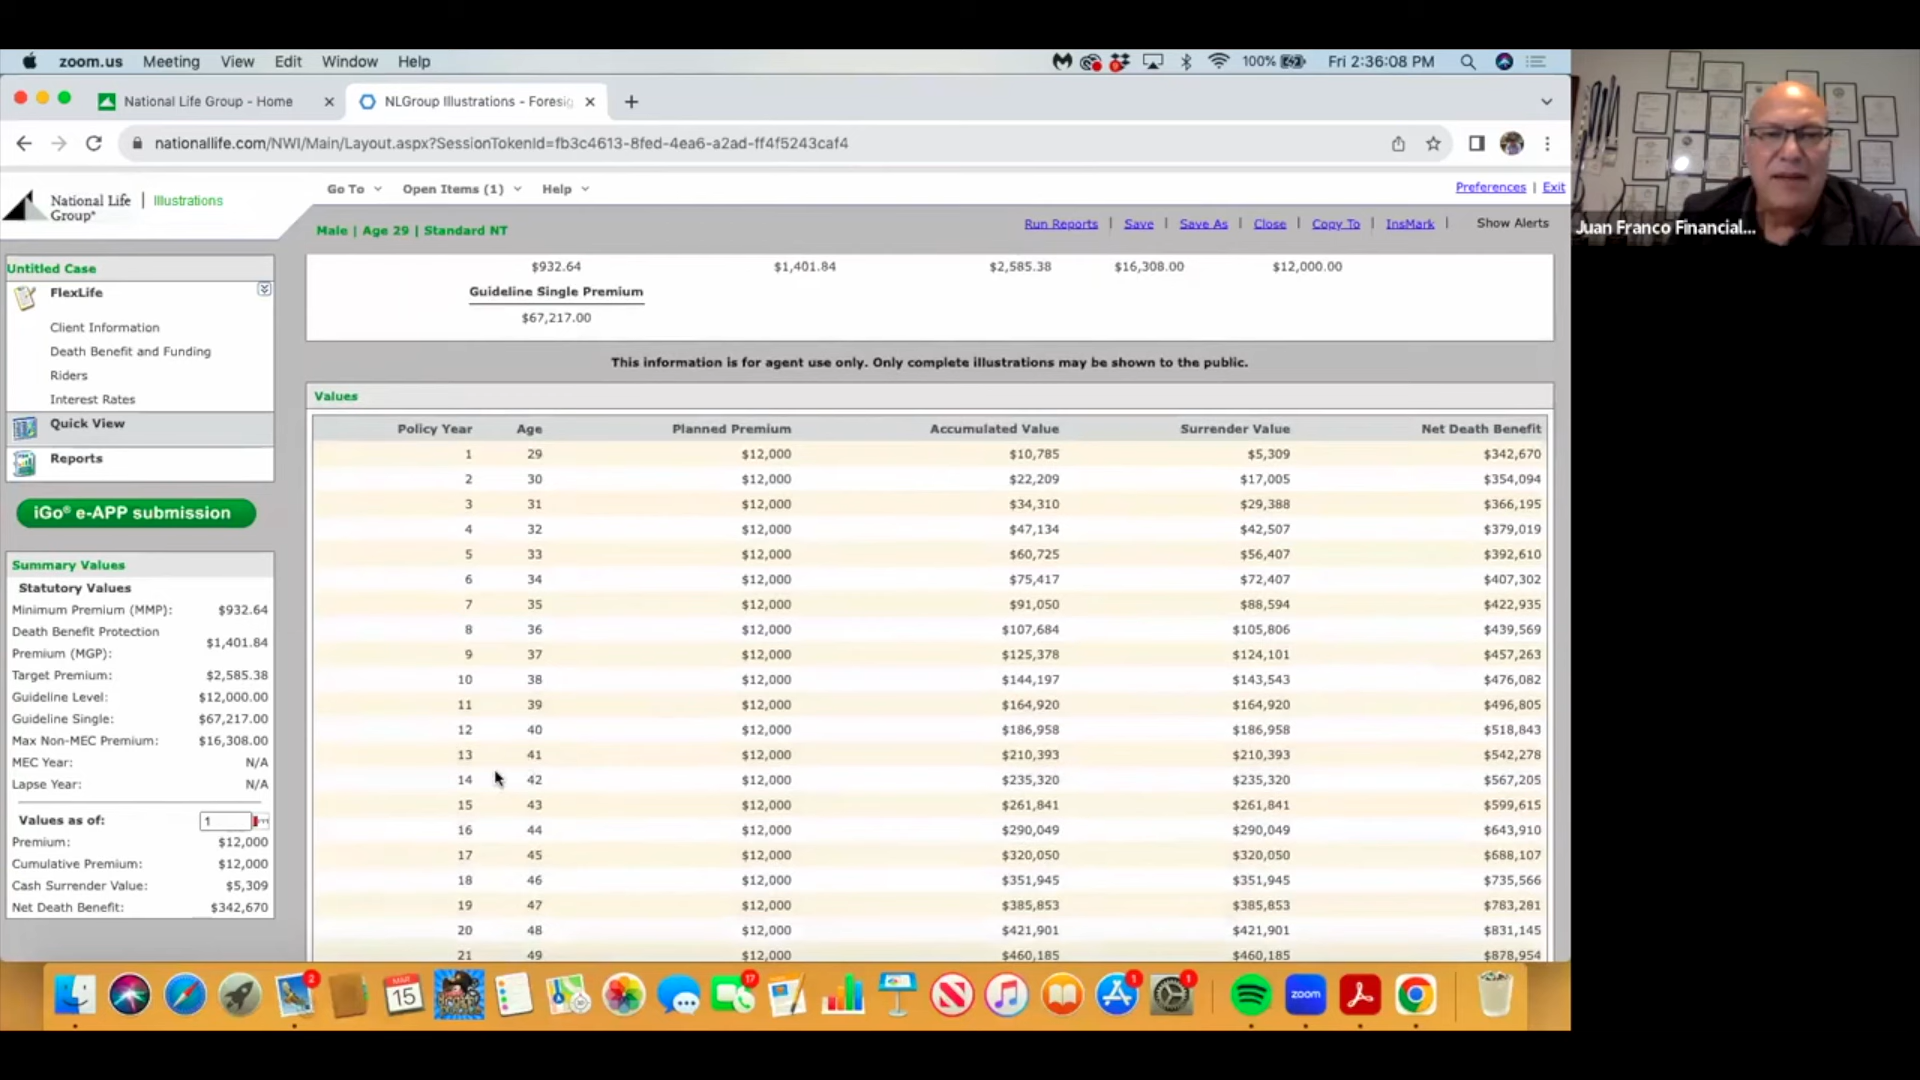 zoom.us Meeting View Edit Window Help 100% Fri 2:36:08 PM
National Life Group - Home NLGroup Illustrations - Foresig
nationallife.com/NWI/Main/Layout.aspx?SessionTokenId=fb3c4613-8fed-4ea6-a2ad-ff4f5243caf4
National Life Group® | Illustrations
Go To Open Items (1) Help
Preferences | Exit
Male | Age 29 | Standard NT
Run Reports | Save | Save As | Close | Copy To | InsMark | Show Alerts
Juan Franco Financial...
Untitled Case
FlexLife
Client Information
Death Benefit and Funding
Riders
Interest Rates
Quick View
Reports
iGo® e-APP submission
Summary Values
Statutory Values
Minimum Premium (MMP): $932.64
Death Benefit Protection
Premium (MGP): $1,401.84
Target Premium: $2,585.38
Guideline Level: $12,000.00
Guideline Single: $67,217.00
Max Non-MEC Premium: $16,308.00
MEC Year: N/A
Lapse Year: N/A
Values as of: 1
Premium: $12,000
Cumulative Premium: $12,000
Cash Surrender Value: $5,309
Net Death Benefit: $342,670
$932.64 $1,401.84 $2,585.38 $16,308.00 $12,000.00
Guideline Single Premium
$67,217.00
This information is for agent use only. Only complete illustrations may be shown to the public.
Values
Policy Year Age Planned Premium Accumulated Value Surrender Value Net Death Benefit
1 29 $12,000 $10,785 $5,309 $342,670
2 30 $12,000 $22,209 $17,005 $354,094
3 31 $12,000 $34,310 $29,388 $366,195
4 32 $12,000 $47,134 $42,507 $379,019
5 33 $12,000 $60,725 $56,407 $392,610
6 34 $12,000 $75,417 $72,407 $407,302
7 35 $12,000 $91,050 $88,594 $422,935
8 36 $12,000 $107,684 $105,806 $439,569
9 37 $12,000 $125,378 $124,101 $457,263
10 38 $12,000 $144,197 $143,543 $476,082
11 39 $12,000 $164,920 $164,920 $496,805
12 40 $12,000 $186,958 $186,958 $518,843
13 41 $12,000 $210,393 $210,393 $542,278
14 42 $12,000 $235,320 $235,320 $567,205
15 43 $12,000 $261,841 $261,841 $599,615
16 44 $12,000 $290,049 $290,049 $643,910
17 45 $12,000 $320,050 $320,050 $688,107
18 46 $12,000 $351,945 $351,945 $735,566
19 47 $12,000 $385,853 $385,853 $783,281
20 48 $12,000 $421,901 $421,901 $831,145
21 49 $12,000 $460,185 $460,185 $878,954
2 MAR 15 17 1 1 zoom